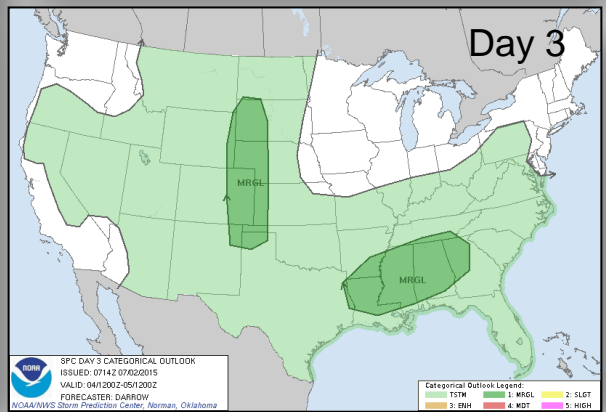 Day 3
MRGL
MRGL
NOAA
SPC DAY 3 CATEGORICAL OUTLOOK
ISSUED: 0714Z 07/02/2015
VALID: 04/1200Z-05/1200Z
FORECASTER: DARROW
NOAA/NWS Storm Prediction Center, Norman, Oklahoma
Categorical Outlook Legend:
TSTM 1: MRGL 2: SLGT
3: ENH 4: MDT 5: HIGH